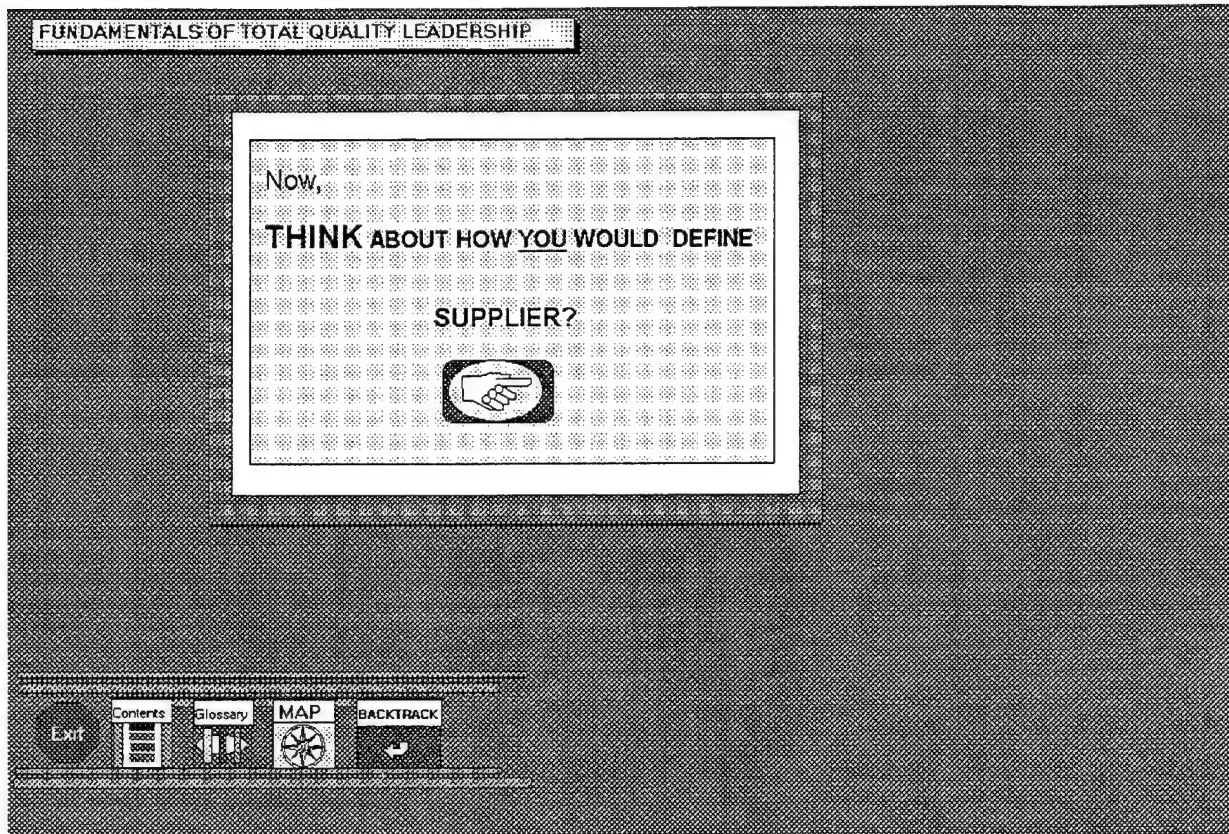 FUNDAMENTALS OF TOTAL QUALITY LEADERSHIP
Now,
THINK ABOUT HOW YOU WOULD DEFINE
SUPPLIER?
Exit
Contents
Glossary
MAP
BACKTRACK